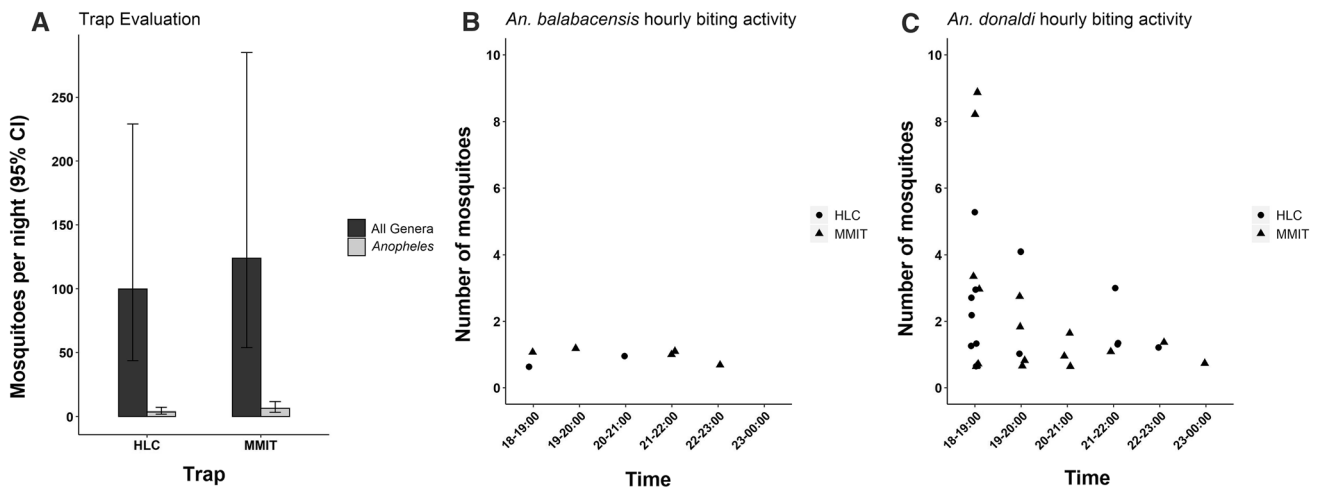 A
Trap Evaluation
Mosquitoes per night (95% CI)
250
200
150
100
50
0
HLC
MMIT
Trap
All Genera
Anopheles
B
An. balabacensis hourly biting activity
Number of mosquitoes
10
8
6
4
2
0
18-19:00
19-20:00
20-21:00
21-22:00
22-23:00
23-00:00
Time
HLC
MMIT
C
An. donaldi hourly biting activity
Number of mosquitoes
10
8
6
4
2
0
18-19:00
19-20:00
20-21:00
21-22:00
22-23:00
23-00:00
Time
HLC
MMIT